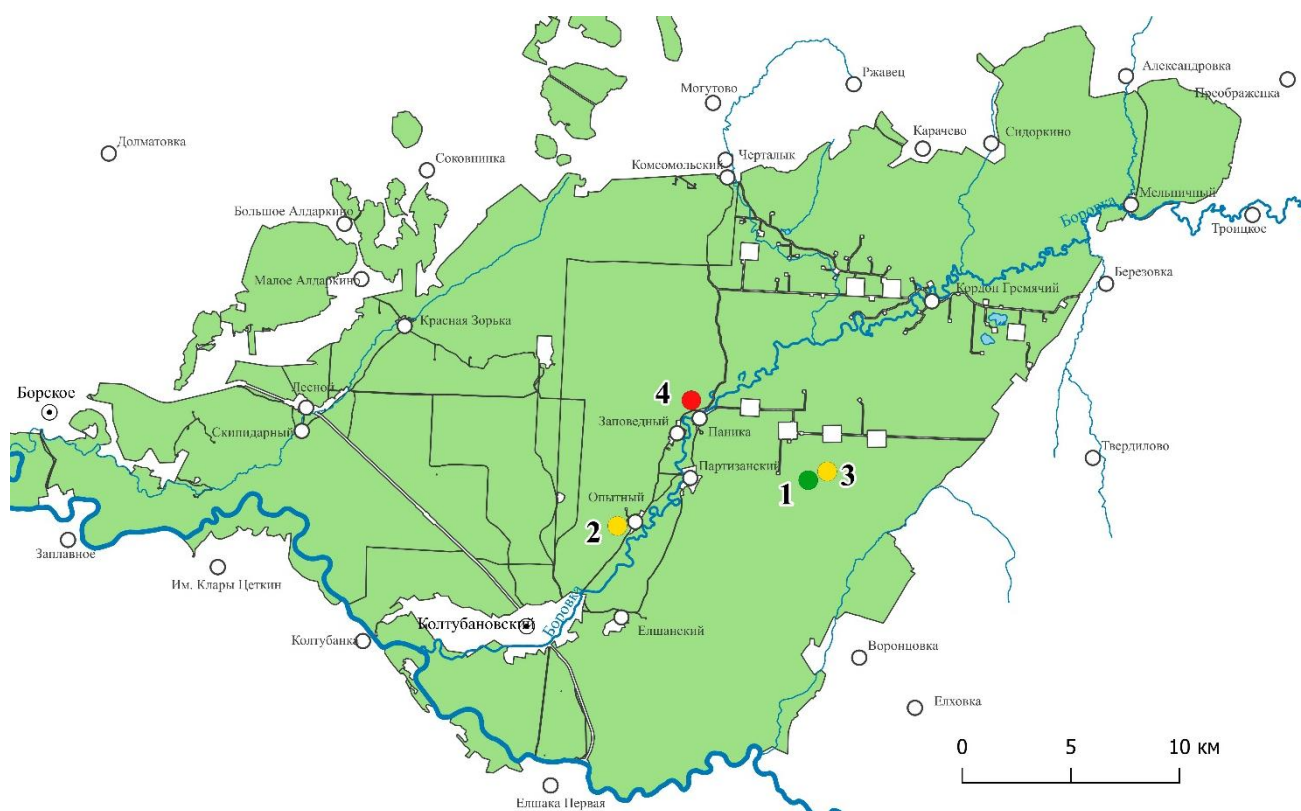 Ржавец
Александровка
Преображенка
Могутово
Карачево
Сидоркино
Долматовка
Соковнинка
Черталык
Комсомольский
Мельничный
Боровка
Троицкое
Большое Алдаркино
Малое Алдаркино
Березовка
Кордон Гремячий
Красная Зорька
Борское
Лесной
4
Заповедный
Паника
Скипидарный
Твердилово
Партизанский
1
3
Опытный
2
Заплавное
Им. Клары Цеткин
Боровка
Колтубановский
Елшанский
Колтубанка
Воронцовка
Елховка
0 5 10 км
Елшака Первая